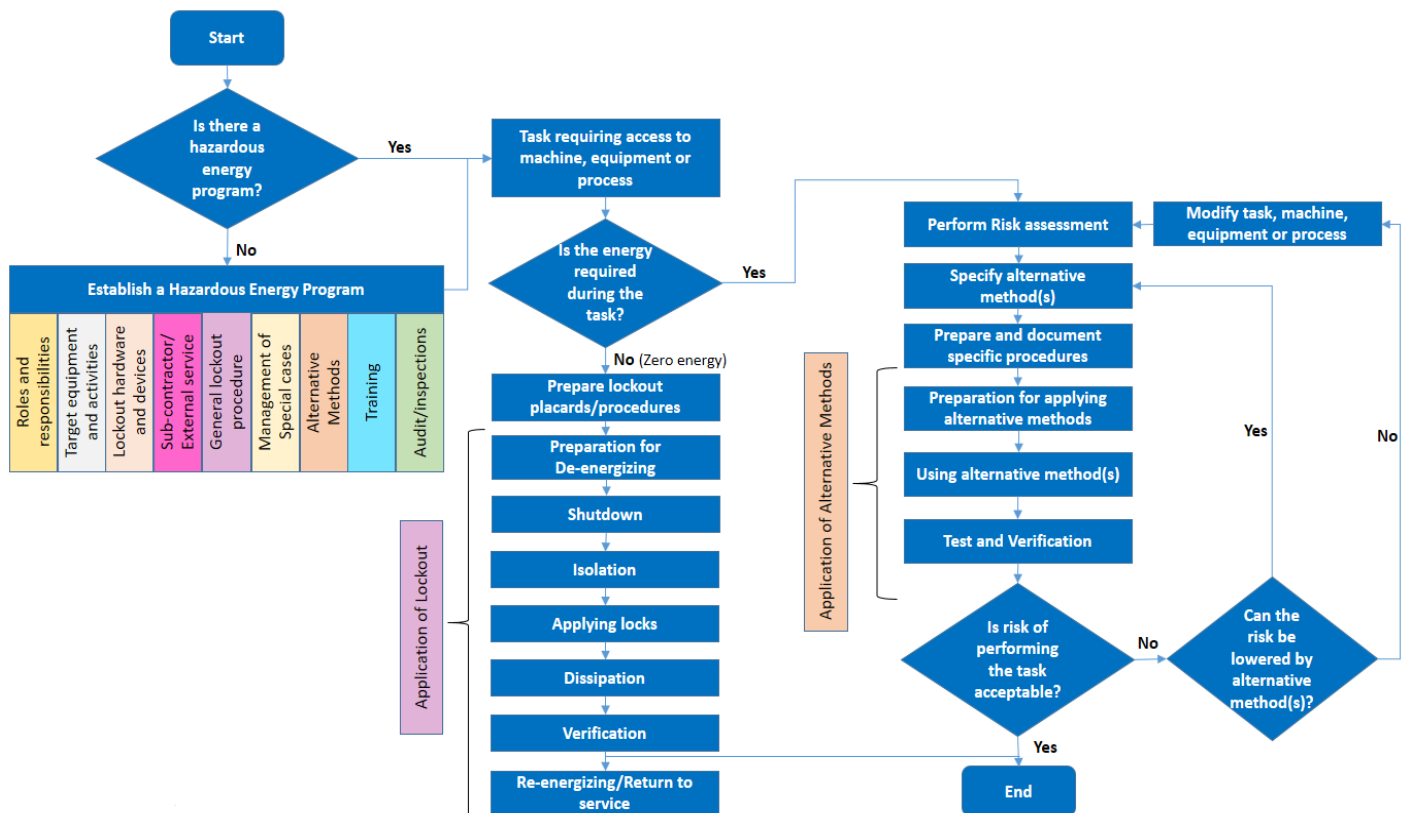 Start
Is there a
hazardous
energy
program?
Yes
No
Establish a Hazardous Energy Program
Roles and
responsibilities
Target equipment
and activities
Lockout hardware
and devices
Sub-contractor/
External service
General lockout
procedure
Management of
Special cases
Alternative
Methods
Training
Audit/inspections
Task requiring access to
machine, equipment or
process
Is the energy
required
during the
task?
Yes
No (Zero energy)
Prepare lockout
placards/procedures
Preparation for
De-energizing
Shutdown
Isolation
Applying locks
Dissipation
Verification
Re-energizing/Return to
service
Application of Lockout
Perform Risk assessment
Modify task, machine,
equipment or process
Specify alternative
method(s)
Prepare and document
specific procedures
Preparation for applying
alternative methods
Using alternative method(s)
Test and Verification
Application of Alternative Methods
Is risk of
performing
the task
acceptable?
No
Can the
risk be
lowered by
alternative
method(s)?
Yes
No
Yes
End